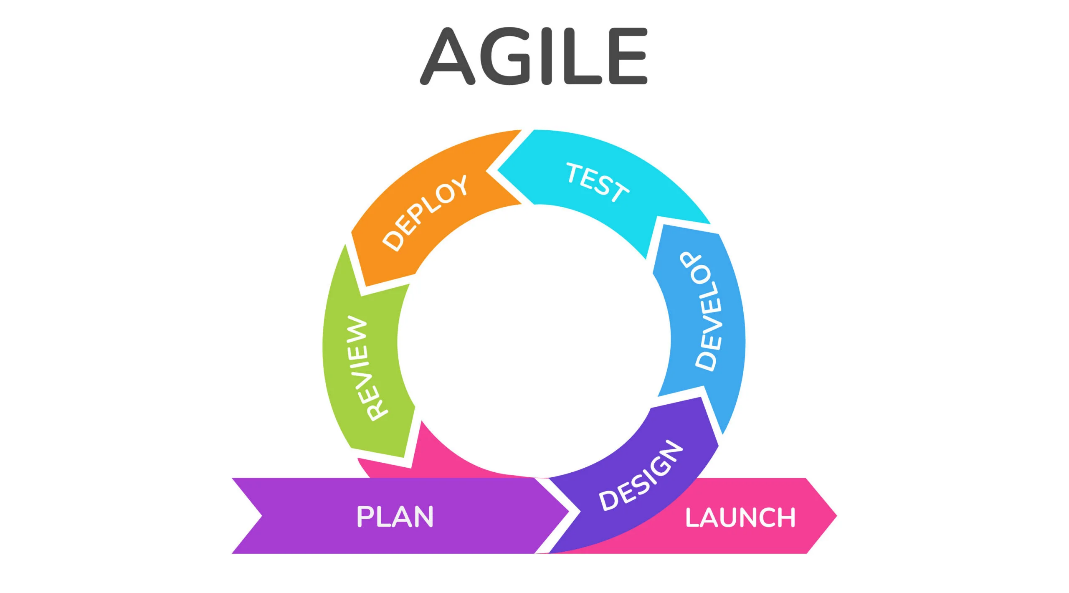 AGILE
PLAN
DESIGN
DEVELOP
TEST
DEPLOY
REVIEW
LAUNCH